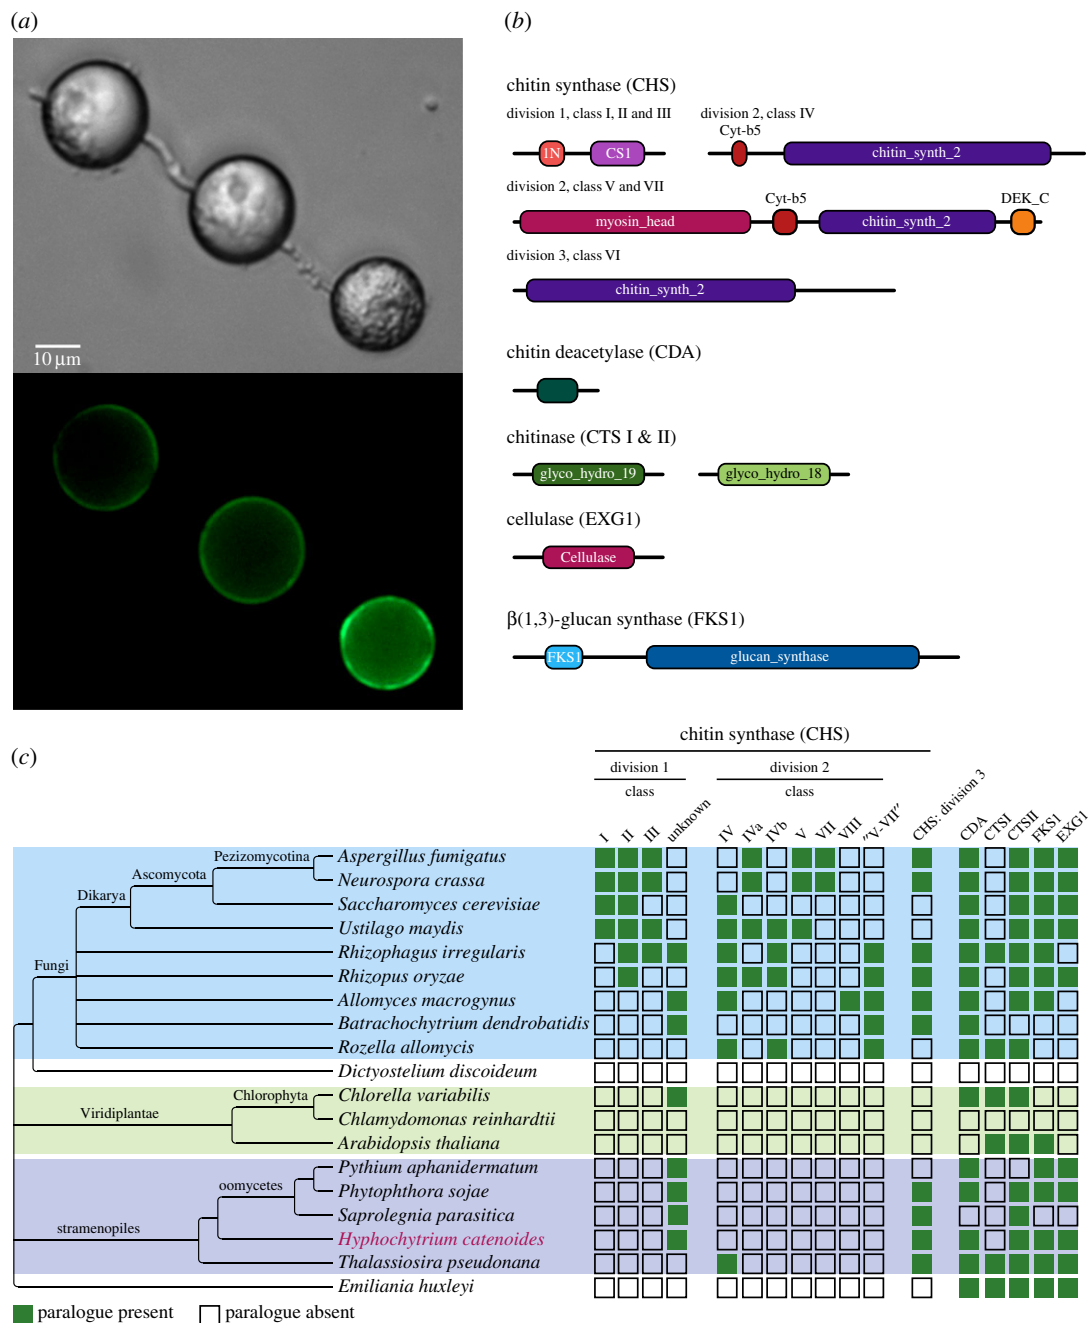 (a)
10 µm
(b)
chitin synthase (CHS)
division 1, class I, II and III
division 2, class IV
Cyt-b5
1N
CS1
chitin_synth_2
division 2, class V and VII
Cyt-b5
DEK_C
myosin_head
chitin_synth_2
division 3, class VI
chitin_synth_2
chitin deacetylase (CDA)
chitinase (CTS I & II)
glyco_hydro_19
glyco_hydro_18
cellulase (EXG1)
Cellulase
β(1,3)-glucan synthase (FKS1)
FKS1
glucan_synthase
(c)
chitin synthase (CHS)
division 1
division 2
class
class
I
II
III
unknown
IV
IVa
IVb
V
VII
VIII
"V-VII"
CHS: division 3
CDA
CTSI
CTSII
FKS1
EXG1
Pezizomycotina
Aspergillus fumigatus
Ascomycota
Neurospora crassa
Dikarya
Saccharomyces cerevisiae
Ustilago maydis
Fungi
Rhizophagus irregularis
Rhizopus oryzae
Allomyces macrogynus
Batrachochytrium dendrobatidis
Rozella allomycis
Dictyostelium discoideum
Chlorophyta
Chlorella variabilis
Viridiplantae
Chlamydomonas reinhardtii
Arabidopsis thaliana
Pythium aphanidermatum
oomycetes
Phytophthora sojae
Saprolegnia parasitica
stramenopiles
Hyphochytrium catenoides
Thalassiosira pseudonana
Emiliania huxleyi
paralogue present
paralogue absent